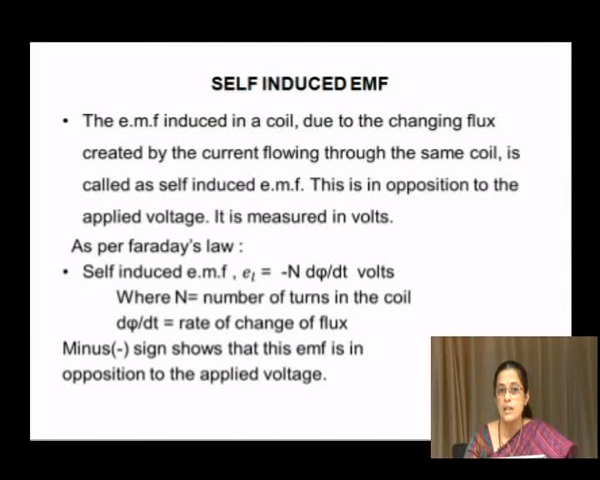 SELF INDUCED EMF
• The e.m.f induced in a coil, due to the changing flux
created by the current flowing through the same coil, is
called as self induced e.m.f. This is in opposition to the
applied voltage. It is measured in volts.
As per faraday's law :
• Self induced e.m.f , eₗ = -N dφ/dt volts
Where N= number of turns in the coil
dφ/dt = rate of change of flux
Minus(-) sign shows that this emf is in
opposition to the applied voltage.